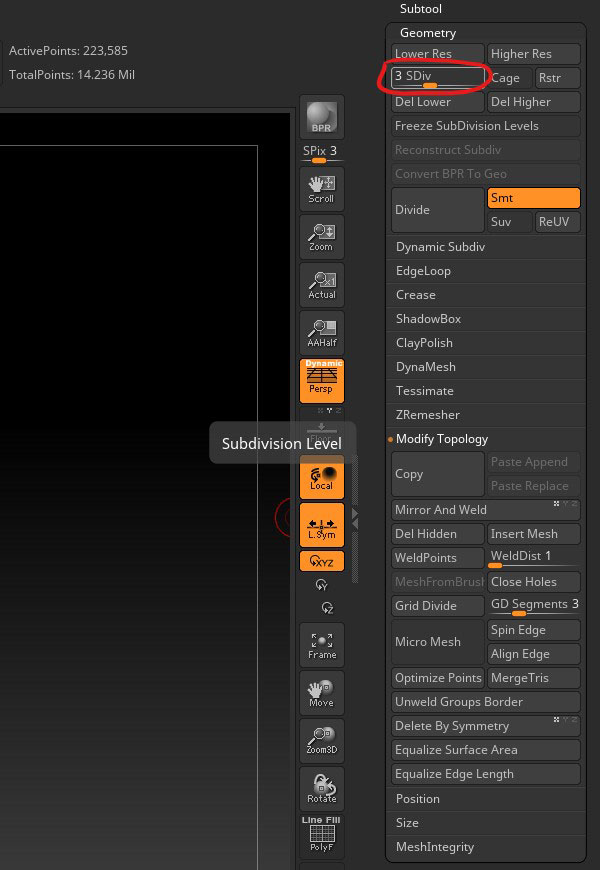 ActivePoints: 223,585
TotalPoints: 14.236 Mil
BPR
SPix 3
Scroll
Zoom
Actual
AAHalf
Dynamic
Persp
Subdivision Level
Local
L.Sym
XYZ
Y
Z
Frame
Move
Zoom3D
Rotate
Line Fill
PolyF
Subtool
Geometry
Lower Res Higher Res
3 SDiv Cage Rstr
Del Lower Del Higher
Freeze SubDivision Levels
Reconstruct Subdiv
Convert BPR To Geo
Divide Smt
Suv ReUV
Dynamic Subdiv
EdgeLoop
Crease
ShadowBox
ClayPolish
DynaMesh
Tessimate
ZRemesher
Modify Topology
Copy Paste Append
Paste Replace
Mirror And Weld
Del Hidden Insert Mesh
WeldPoints WeldDist 1
MeshFromBrush Close Holes
Grid Divide GD Segments 3
Micro Mesh Spin Edge
Align Edge
Optimize Points MergeTris
Unweld Groups Border
Delete By Symmetry
Equalize Surface Area
Equalize Edge Length
Position
Size
MeshIntegrity